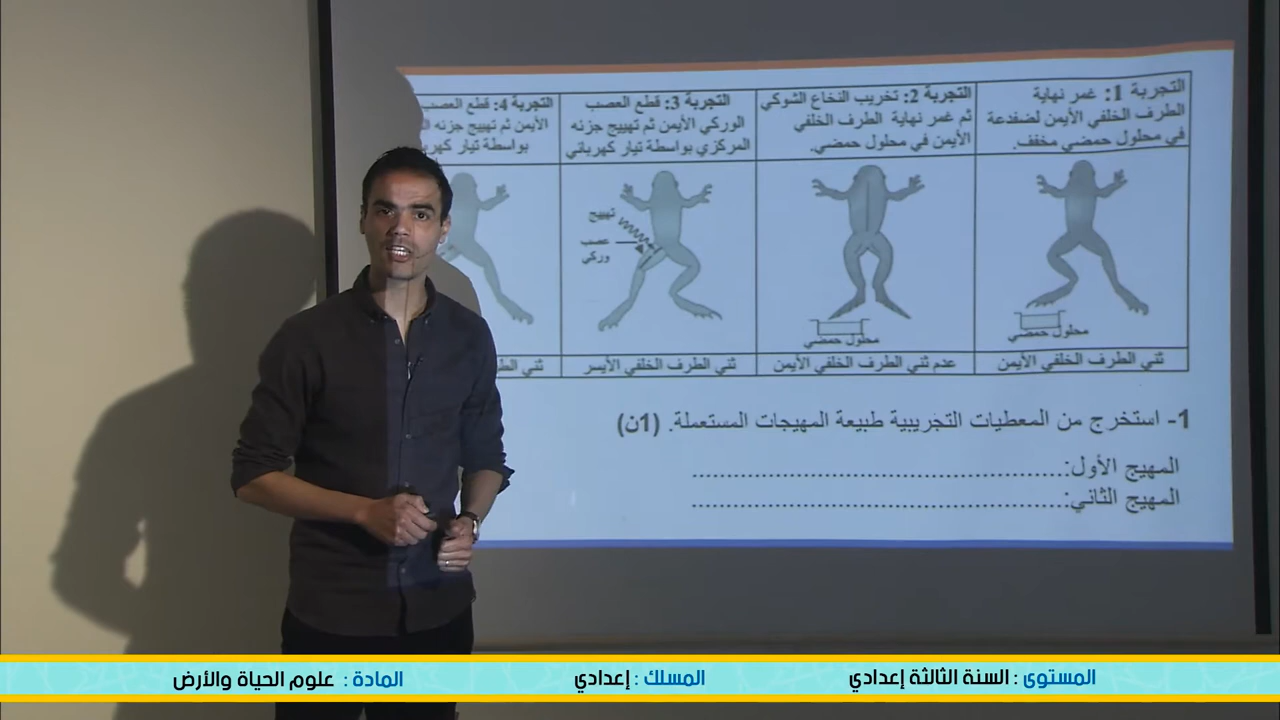 التجربة 1: غمر نهاية
الطرف الخلفي الأيمن لضفدعة
في محلول حمضي مخفف.
التجربة 2: تخريب النخاع الشوكي
ثم غمر نهاية الطرف الخلفي
الأيمن في محلول حمضي.
التجربة 3: قطع العصب
الوركي الأيمن ثم تهييج جزئه
المركزي بواسطة تيار كهربائي
التجربة 4: قطع العصب
الأيمن ثم تهييج جزئه
بواسطة تيار
محلول حمضي
محلول حمضي
تهييج
عصب
وركي
ثني الطرف الخلفي الأيمن
عدم ثني الطرف الخلفي الأيمن
ثني الطرف الخلفي الأيسر
ثني
1- استخرج من المعطيات التجريبية طبيعة المهيجات المستعملة. (1ن)
المهيج الأول:......................................................
المهيج الثاني:......................................................
المستوى : السنة الثالثة إعدادي
المسلك : إعدادي
المادة : علوم الحياة والأرض